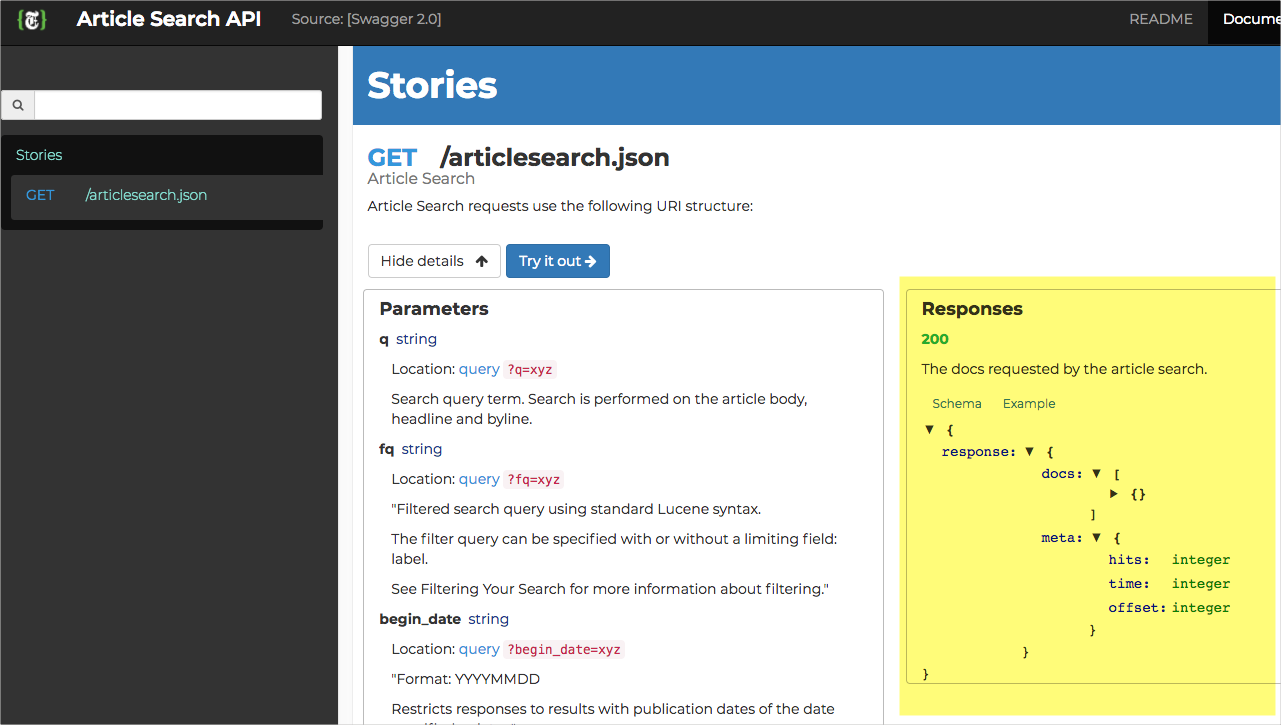 Article Search API
Source: [Swagger 2.0]
README
Docume
Stories
GET /articlesearch.json
Stories
GET /articlesearch.json
Article Search
Article Search requests use the following URI structure:
Hide details
Try it out
Parameters
q string
Location: query ?q=xyz
Search query term. Search is performed on the article body,
headline and byline.
fq string
Location: query ?fq=xyz
"Filtered search query using standard Lucene syntax.
The filter query can be specified with or without a limiting field:
label.
See Filtering Your Search for more information about filtering."
begin_date string
Location: query ?begin_date=xyz
"Format: YYYYMMDD
Restricts responses to results with publication dates of the date
Responses
200
The docs requested by the article search.
Schema Example
▼ {
response: ▼ {
docs: ▼ [
▶ {}
]
meta: ▼ {
hits: integer
time: integer
offset: integer
}
}
}